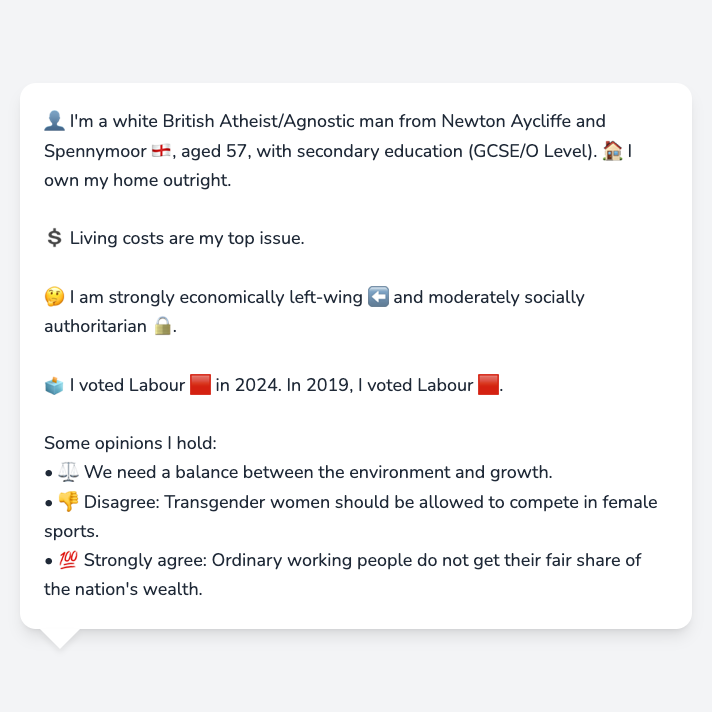 👤 I'm a white British Atheist/Agnostic man from Newton Aycliffe and
Spennymoor 🏴󠁧󠁢󠁥󠁮󠁧󠁿, aged 57, with secondary education (GCSE/O Level). 🏠 I
own my home outright.
💲 Living costs are my top issue.
🤔 I am strongly economically left-wing ⬅️ and moderately socially
authoritarian 🔒.
🗳️ I voted Labour 🟥 in 2024. In 2019, I voted Labour 🟥.
Some opinions I hold:
• ⚖️ We need a balance between the environment and growth.
• 👎 Disagree: Transgender women should be allowed to compete in female
sports.
• 💯 Strongly agree: Ordinary working people do not get their fair share of
the nation's wealth.